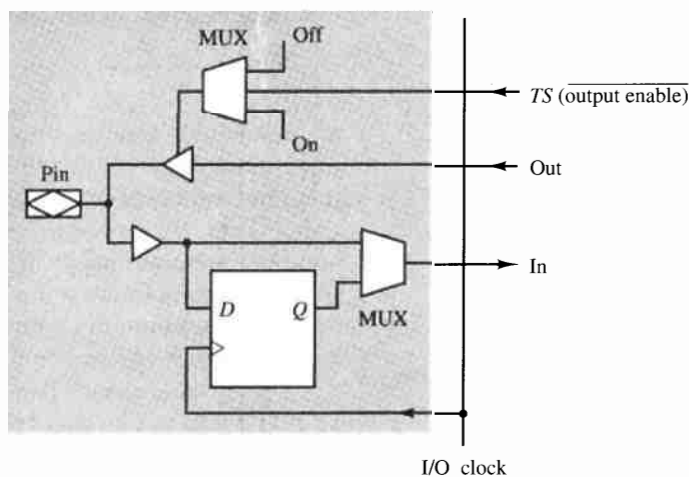 MUX
Off
TS (output enable)
On
Out
Pin
In
D
Q
MUX
I/O clock